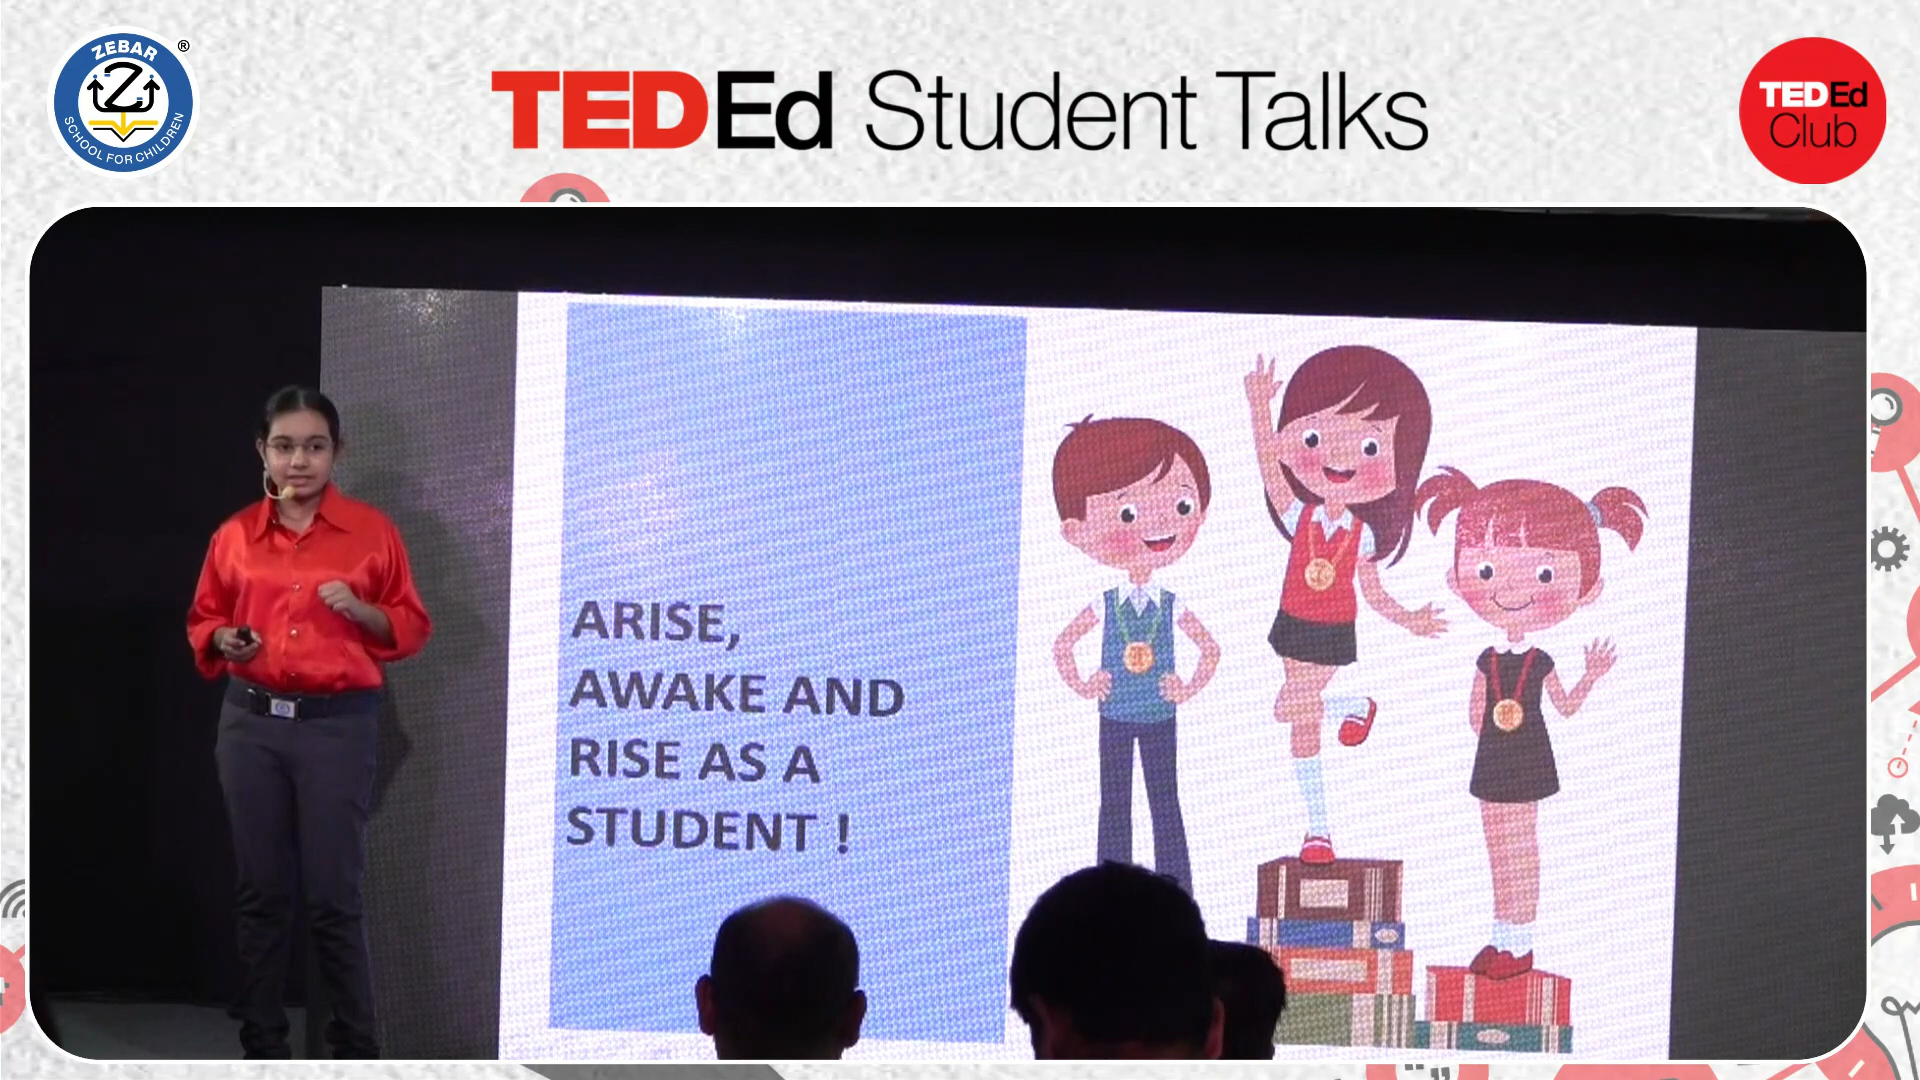 ZEBAR
®
Z
SCHOOL FOR CHILDREN
TEDEd Student Talks
TEDEd
Club
ARISE,
AWAKE AND
RISE AS A
STUDENT !